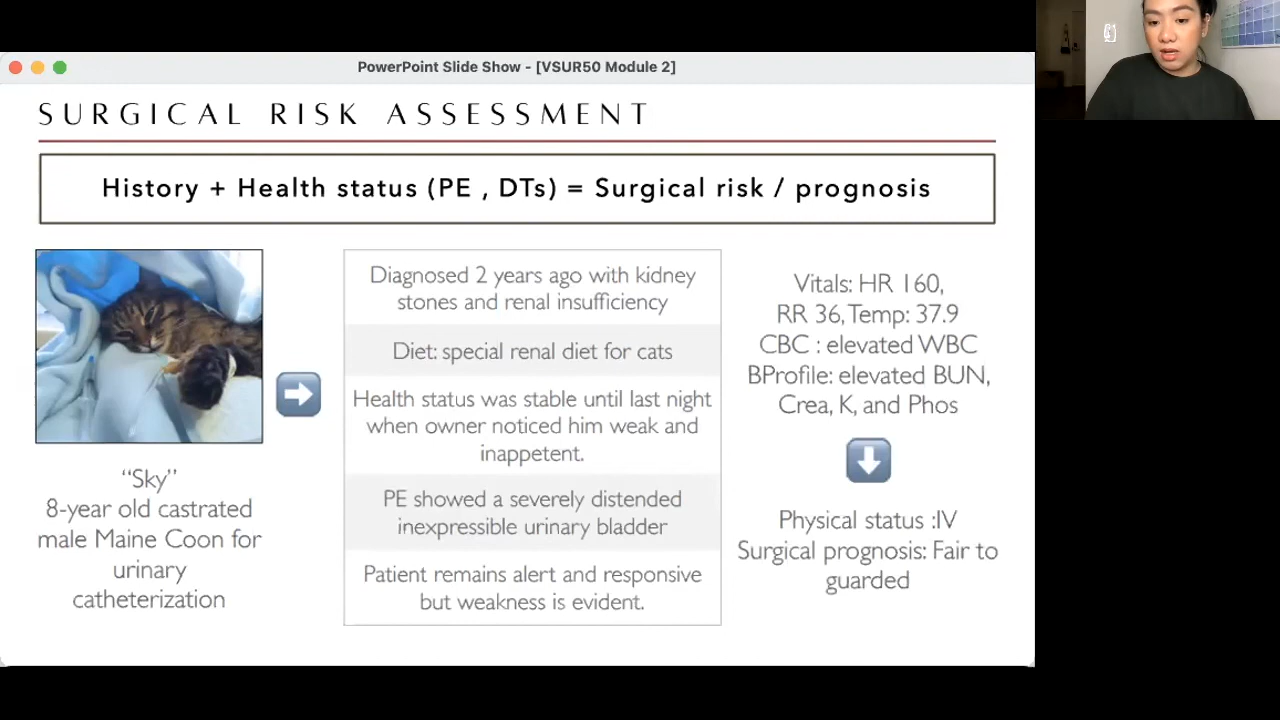 PowerPoint Slide Show - [VSUR50 Module 2]
SURGICAL RISK ASSESSMENT
History + Health status (PE , DTs) = Surgical risk / prognosis
“Sky”
8-year old castrated
male Maine Coon for
urinary
catheterization
Diagnosed 2 years ago with kidney
stones and renal insufficiency
Diet: special renal diet for cats
Health status was stable until last night
when owner noticed him weak and
inappetent.
PE showed a severely distended
inexpressible urinary bladder
Patient remains alert and responsive
but weakness is evident.
Vitals: HR 160,
RR 36, Temp: 37.9
CBC : elevated WBC
BProfile: elevated BUN,
Crea, K, and Phos
Physical status :IV
Surgical prognosis: Fair to
guarded